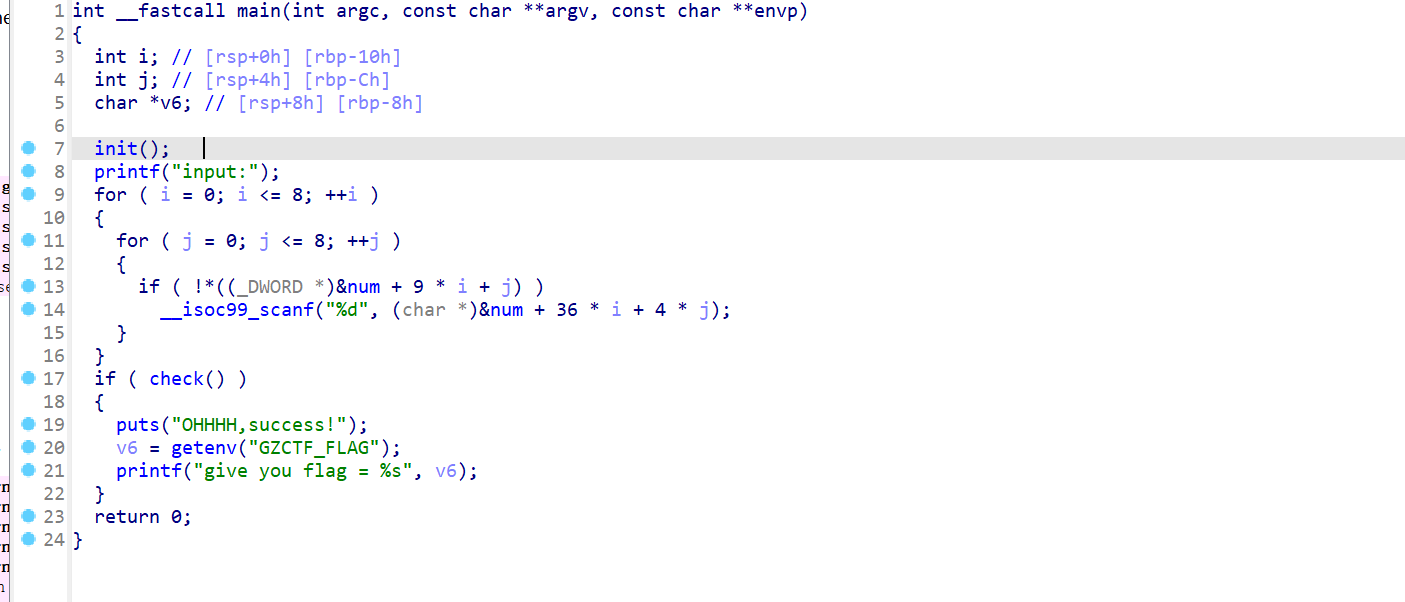 1 int __fastcall main(int argc, const char **argv, const char **envp)
2 {
3 int i; // [rsp+0h] [rbp-10h]
4 int j; // [rsp+4h] [rbp-Ch]
5 char *v6; // [rsp+8h] [rbp-8h]
6
7 init();
8 printf("input:");
9 for ( i = 0; i <= 8; ++i )
10 {
11 for ( j = 0; j <= 8; ++j )
12 {
13 if ( !*((_DWORD *)&num + 9 * i + j) )
14 __isoc99_scanf("%d", (char *)&num + 36 * i + 4 * j);
15 }
16 }
17 if ( check() )
18 {
19 puts("OHHHH,success!");
20 v6 = getenv("GZCTF_FLAG");
21 printf("give you flag = %s", v6);
22 }
23 return 0;
24 }